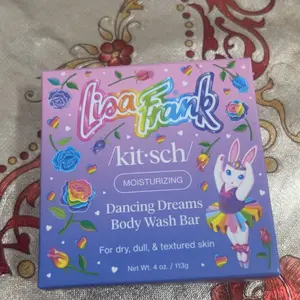 Lisa Frank
/kit·sch/
MOISTURIZING
Dancing Dreams
Body Wash Bar
For dry, dull, & textured skin
Net Wt. 4 oz. / 113g